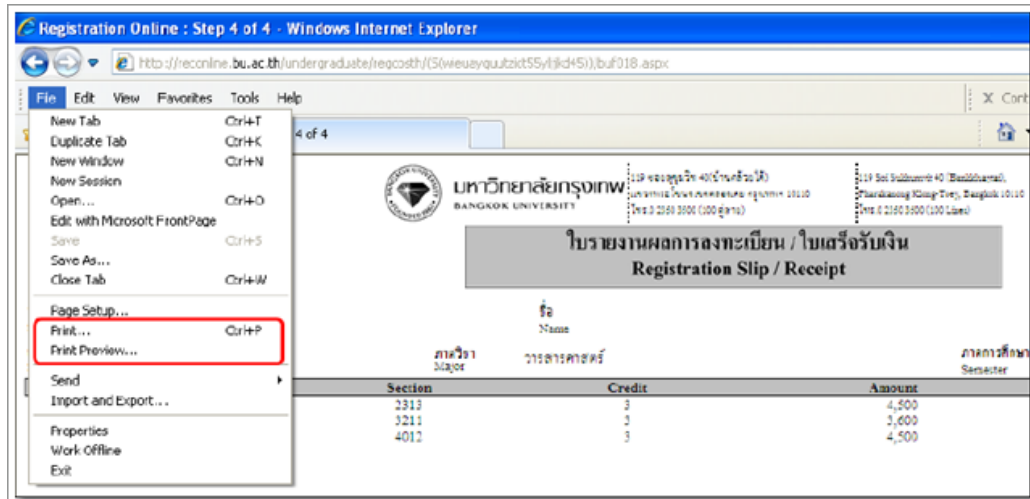 Registration Online : Step 4 of 4 - Windows Internet Explorer
File Edit View Favorites Tools Help
X Cont
New Tab Ctrl+T
4 of 4
Duplicate Tab Ctrl+K
New Window Ctrl+N
New Session
Open... Ctrl+O
Edit with Microsoft FrontPage
Save Ctrl+S
Save As...
Close Tab Ctrl+W
Page Setup...
Print... Ctrl+P
Print Preview...
Send
Import and Export...
Properties
Work Offline
Exit
มหาวิทยาลัยกรุงเทพ
BANGKOK UNIVERSITY
ใบรายงานผลการลงทะเบียน / ใบเสร็จรับเงิน
Registration Slip / Receipt
ชื่อ
Name
ภาควิชา วารสารศาสตร์ ภาคการศึกษา
Major Semester
Section Credit Amount
2313 3 4,500
3211 3 3,600
4012 3 4,500